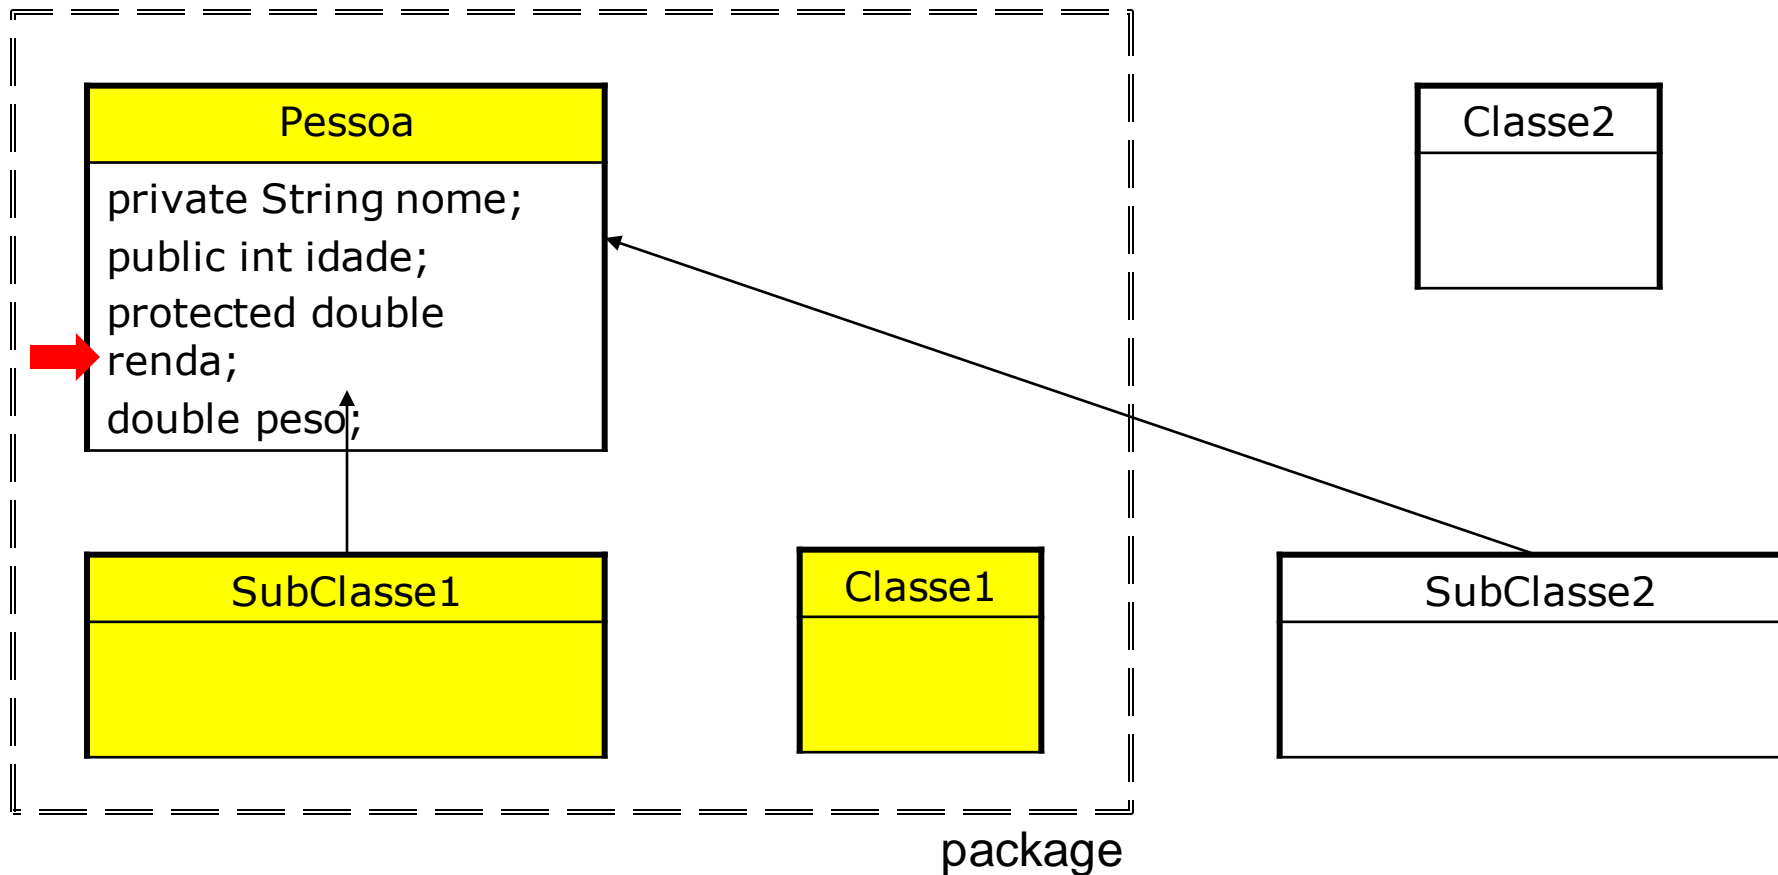 Pessoa
private String nome;
public int idade;
protected double
renda;
double peso;
Classe2
SubClasse1
Classe1
SubClasse2
package